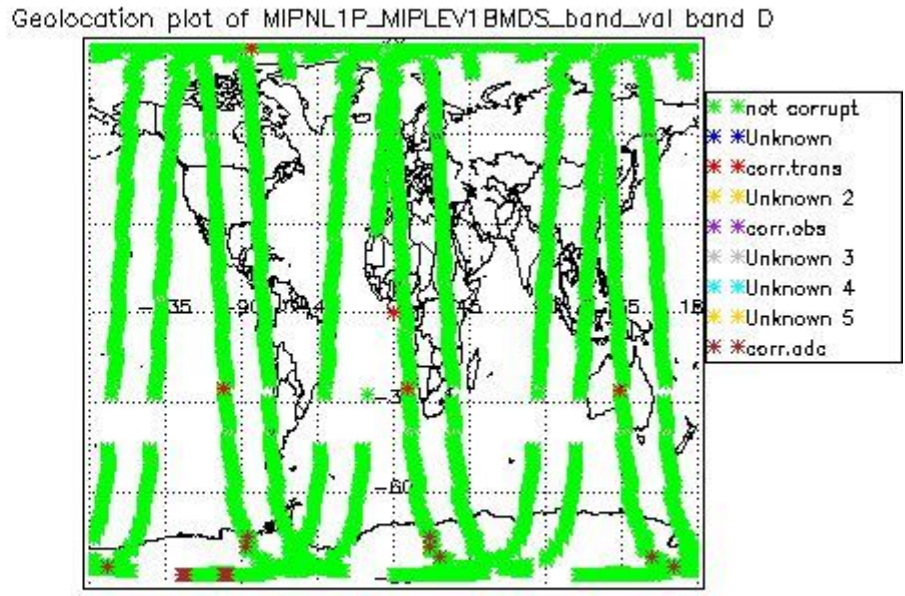 Geolocation plot of MIPNL1P_MIPLEV1BMDS_band_val band D
not corrupt
Unknown
corr.trans
Unknown 2
corr.obs
Unknown 3
Unknown 4
Unknown 5
corr.adc
-60